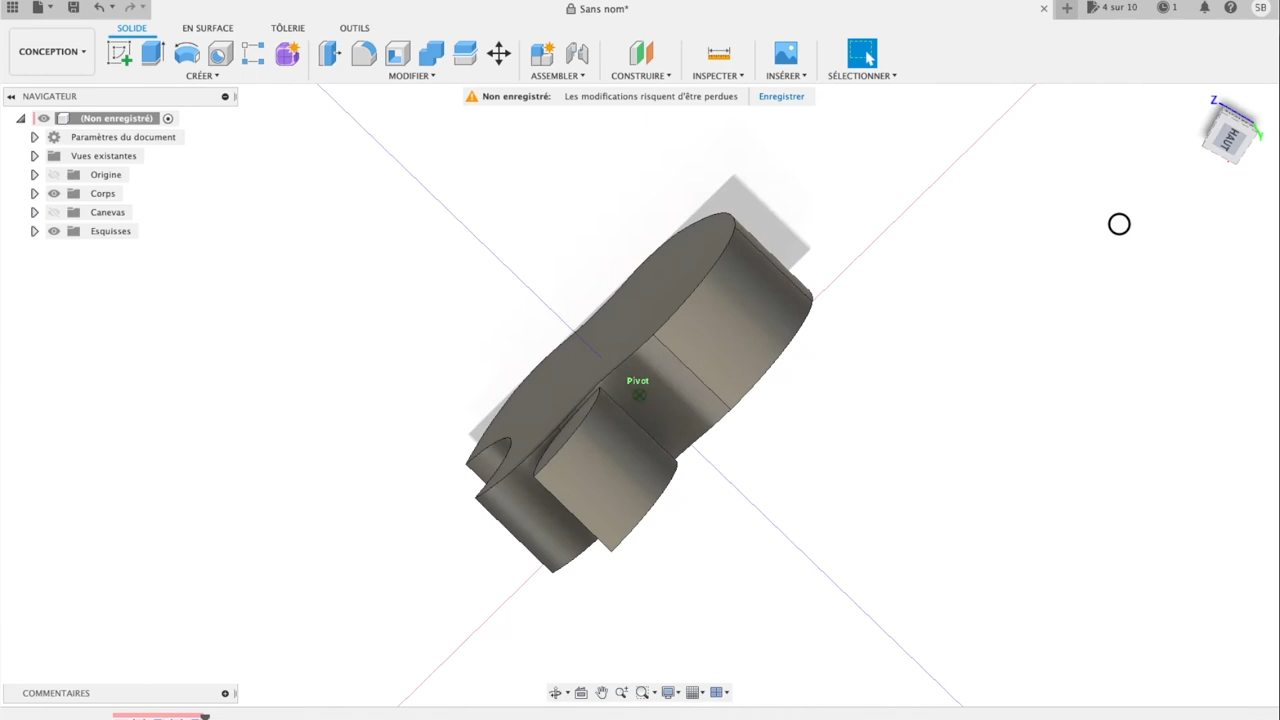 Sans nom*
4 sur 10
1
SB
CONCEPTION
SOLIDE
EN SURFACE
TÔLERIE
OUTILS
CRÉER
MODIFIER
ASSEMBLER
CONSTRUIRE
INSPECTER
INSÉRER
SÉLECTIONNER
NAVIGATEUR
Non enregistré: Les modifications risquent d'être perdues Enregistrer
(Non enregistré)
Paramètres du document
Vues existantes
Origine
Corps
Canevas
Esquisses
Z
HAUT
Pivot
COMMENTAIRES